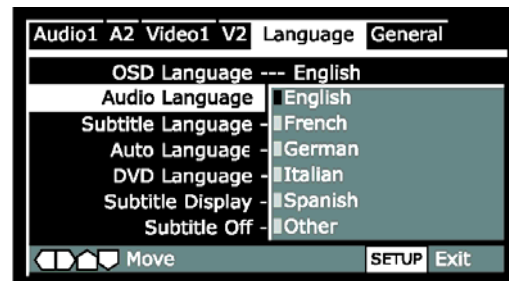 Audio1 A2 Video1 V2 Language General
OSD Language --- English
Audio Language English
Subtitle Language - French
Auto Language - German
DVD Language - Italian
Subtitle Display - Spanish
Subtitle Off - Other
Move SETUP Exit